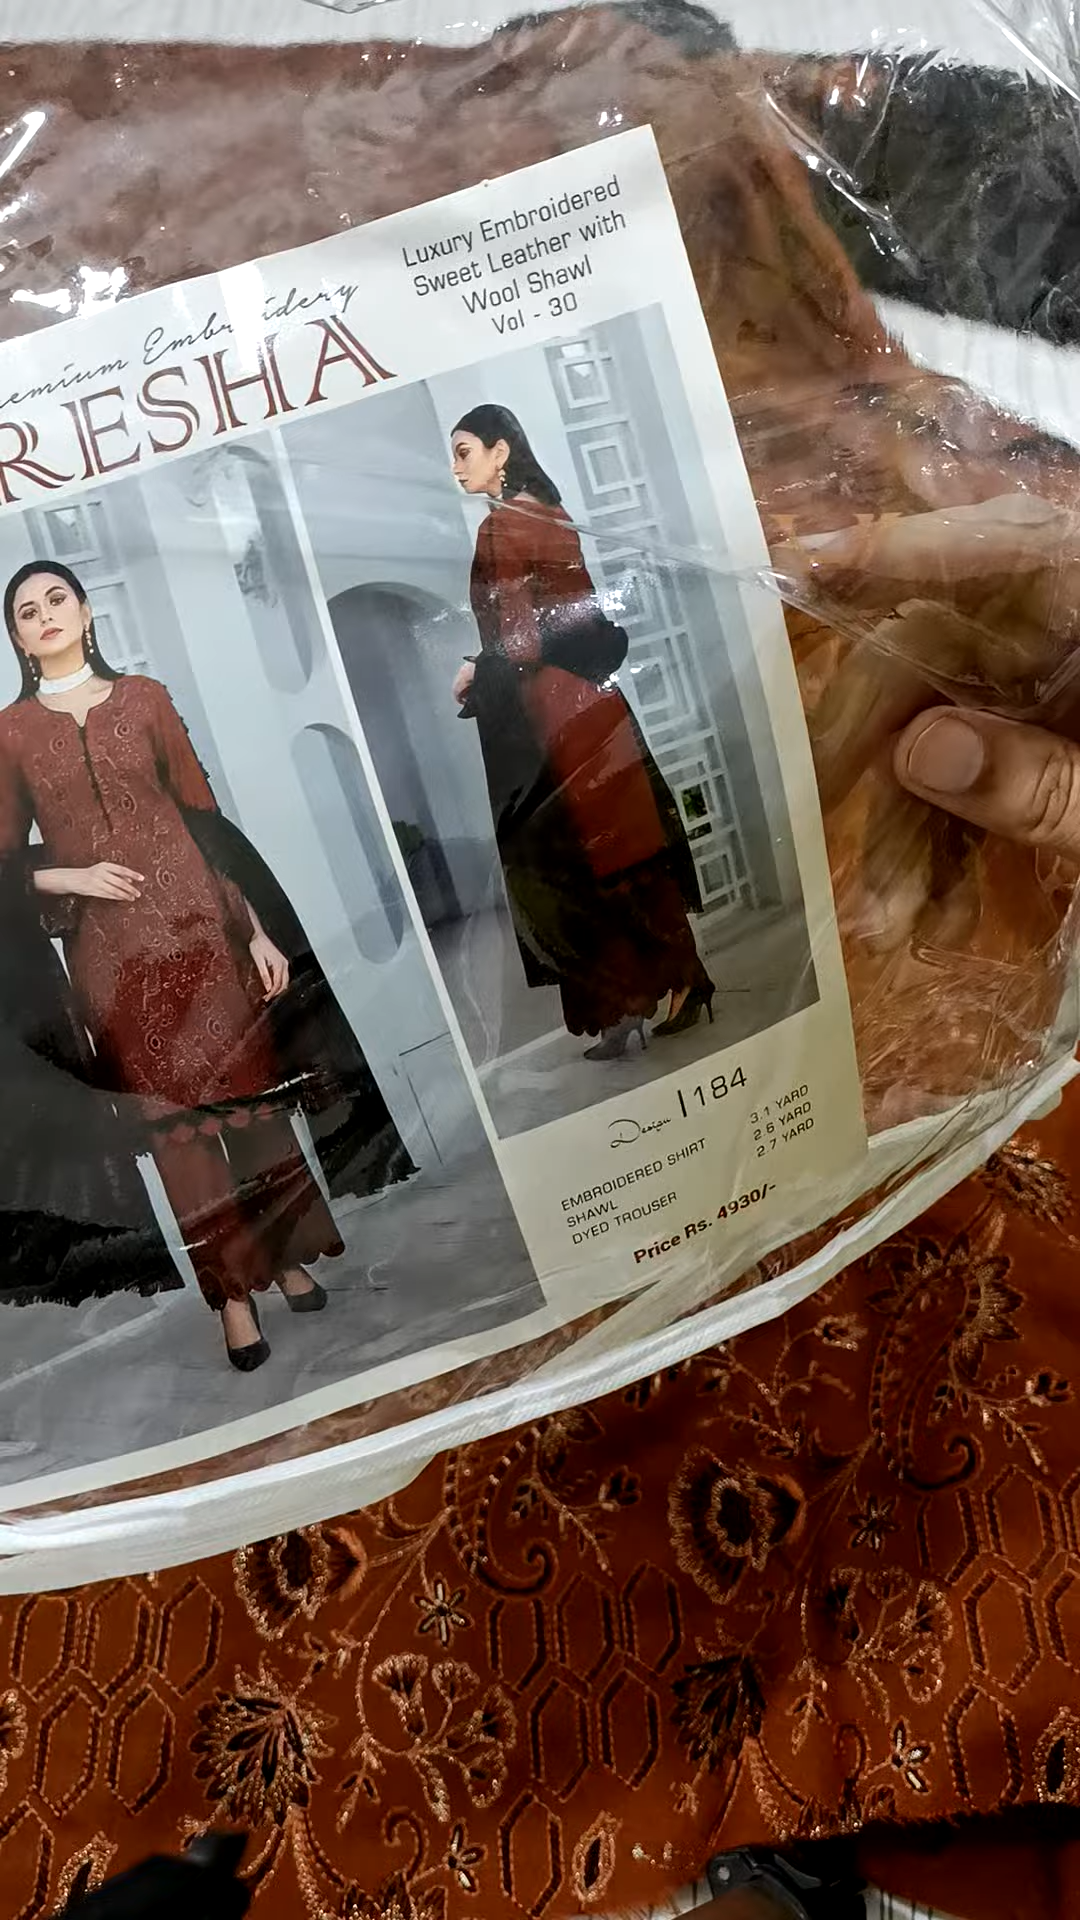 Embroidery
RESHA
Luxury Embroidered
Sweet Leather with
Wool Shawl
Vol - 30
Design | 184
EMBROIDERED SHIRT 3.1 YARD
SHAWL 2.6 YARD
DYED TROUSER 2.7 YARD
Price Rs. 4930/-